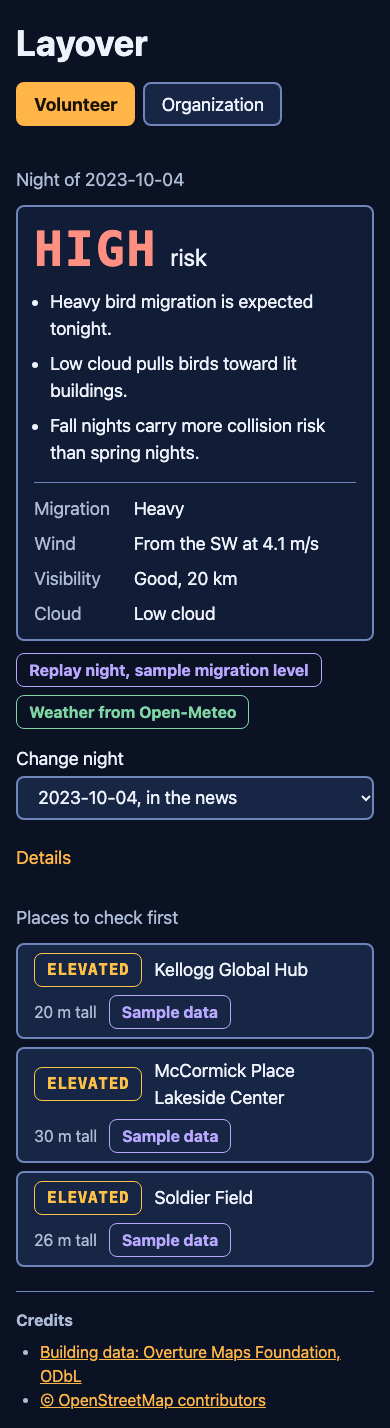 Layover
Volunteer
Organization
Night of 2023-10-04
HIGH risk
Heavy bird migration is expected
tonight.
Low cloud pulls birds toward lit
buildings.
Fall nights carry more collision risk
than spring nights.
Migration Heavy
Wind From the SW at 4.1 m/s
Visibility Good, 20 km
Cloud Low cloud
Replay night, sample migration level
Weather from Open-Meteo
Change night
2023-10-04, in the news
Details
Places to check first
ELEVATED Kellogg Global Hub
20 m tall Sample data
ELEVATED McCormick Place
Lakeside Center
30 m tall Sample data
ELEVATED Soldier Field
26 m tall Sample data
Credits
Building data: Overture Maps Foundation,
ODbL
© OpenStreetMap contributors